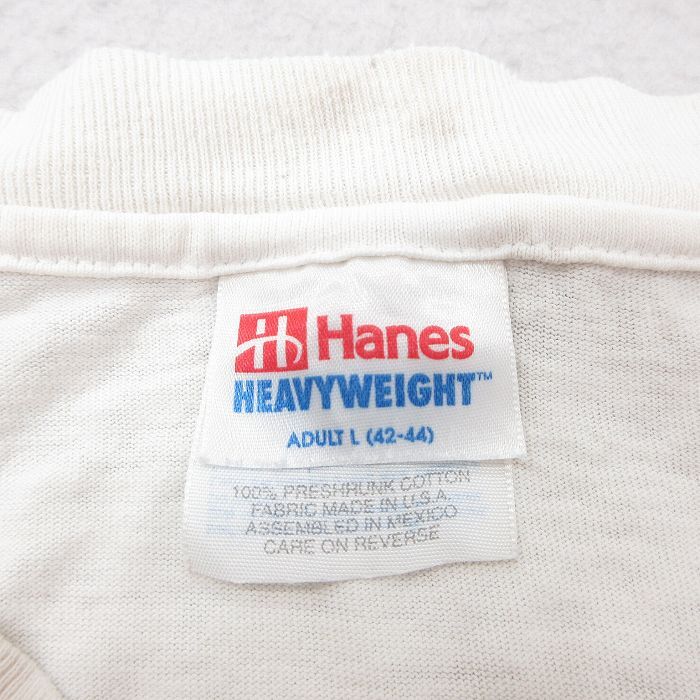 H Hanes
HEAVYWEIGHT™
ADULT L (42-44)
100% PRESHRUNK COTTON
FABRIC MADE IN U.S.A.
ASSEMBLED IN MEXICO
CARE ON REVERSE